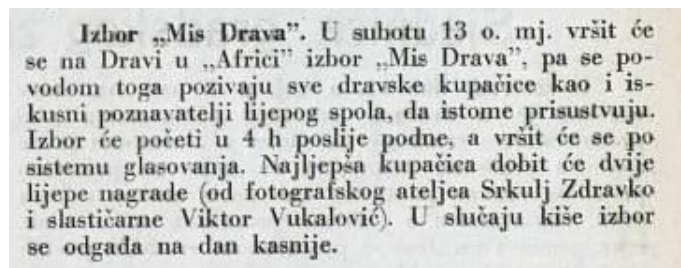 Izbor „Mis Drava”. U subotu 13 o. mj. vršit će
se na Dravi u „Africi” izbor „Mis Drava”, pa se po-
vodom toga pozivaju sve dravske kupačice kao i is-
kusni poznavatelji lijepog spola, da istome prisustvuju.
Izbor će početi u 4 h poslije podne, a vršit će se po
sistemu glasovanja. Najljepša kupačica dobit će dvije
lijepe nagrade (od fotografskog ateljea Srkulj Zdravko
i slastičarne Viktor Vukalović). U slučaju kiše izbor
se odgađa na dan kasnije.